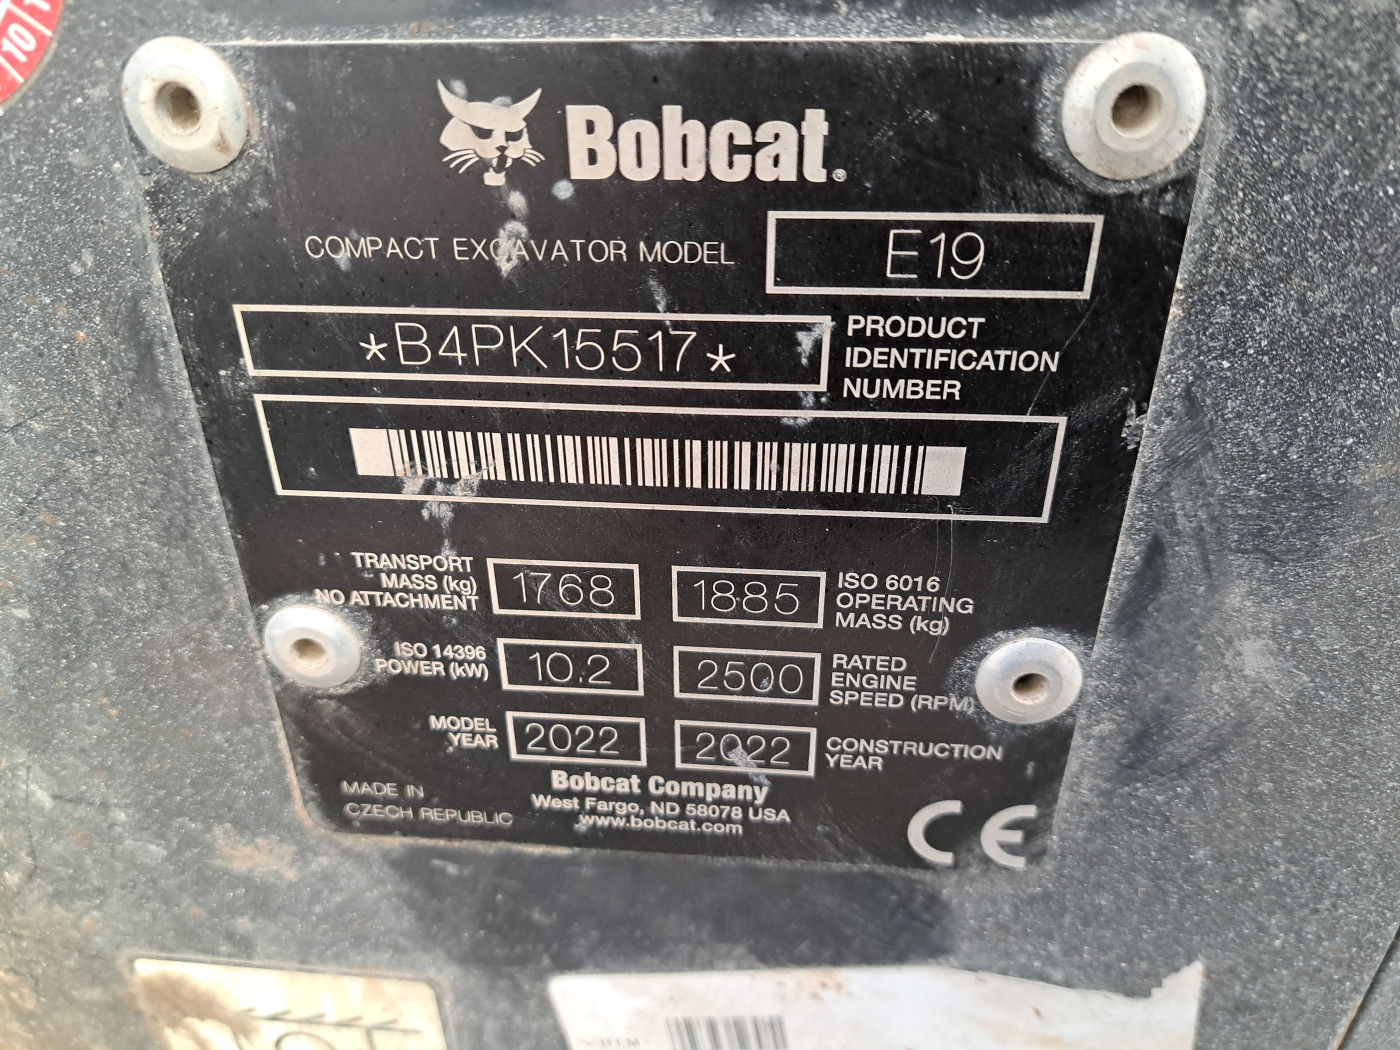 10
Bobcat®
COMPACT EXCAVATOR MODEL E19
*B4PK15517* PRODUCT IDENTIFICATION NUMBER
TRANSPORT MASS (kg) NO ATTACHMENT 1768
1885 ISO 6016 OPERATING MASS (kg)
ISO 14396 POWER (kW) 10.2
2500 RATED ENGINE SPEED (RPM)
MODEL YEAR 2022
2022 CONSTRUCTION YEAR
MADE IN
CZECH REPUBLIC
Bobcat Company
West Fargo, ND 58078 USA
www.bobcat.com
CE